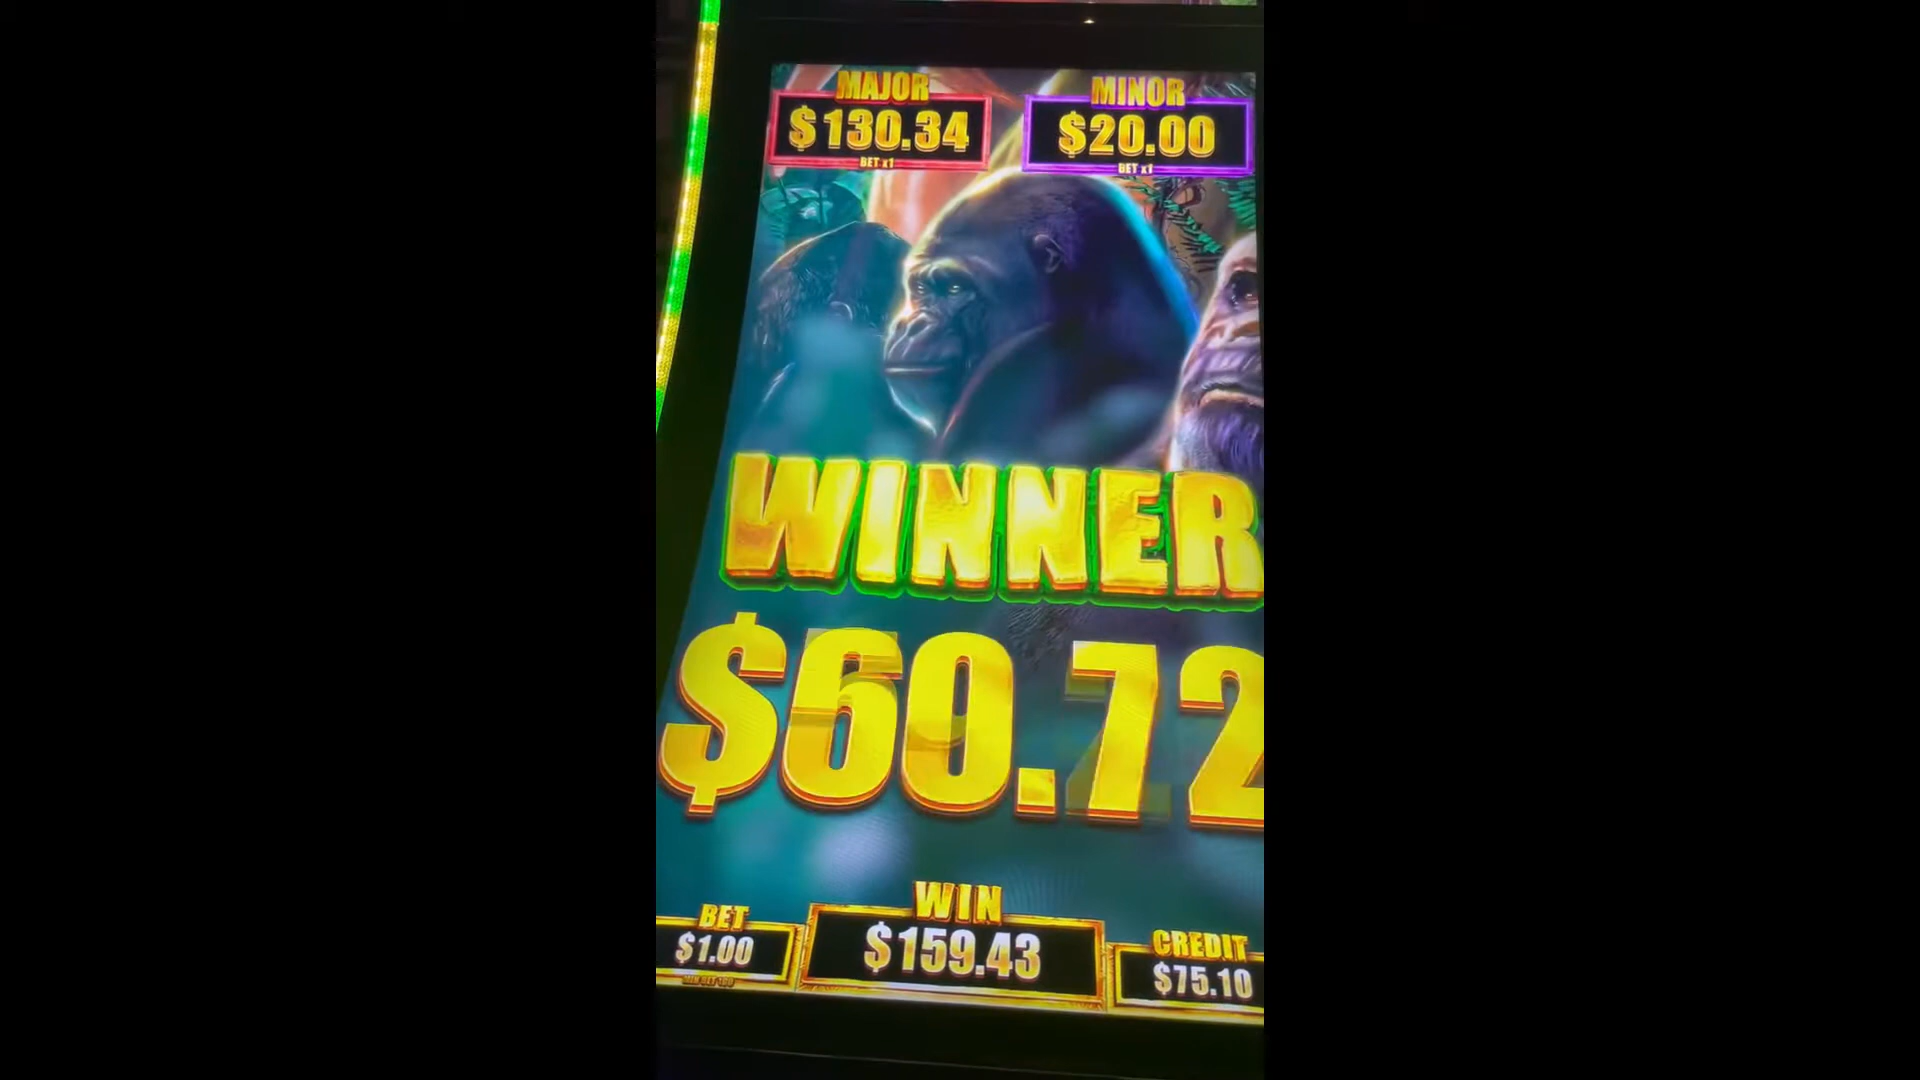 MAJOR
$130.34
BET x1
MINOR
$20.00
BET x1
WINNER
$60.72
WIN
$159.43
BET
$1.00
CREDIT
$75.10